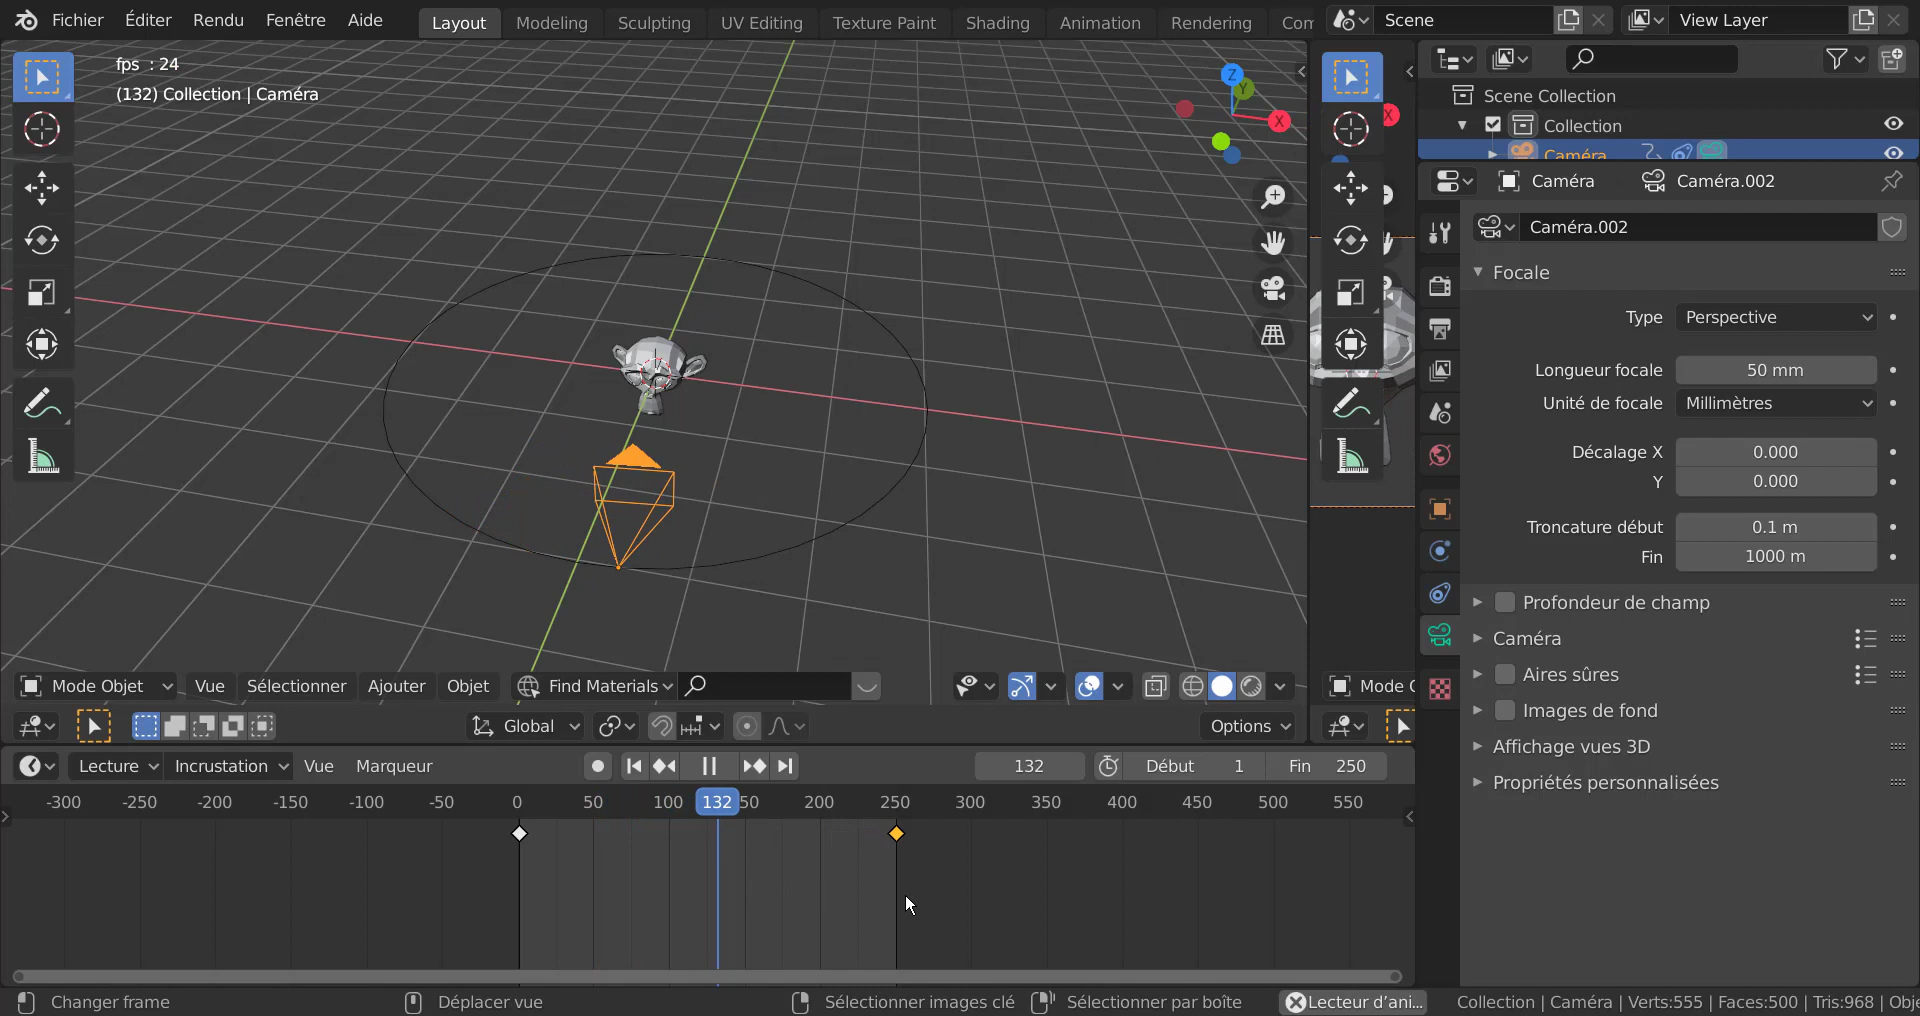 Fichier Éditer Rendu Fenêtre Aide Layout Modeling Sculpting UV Editing Texture Paint Shading Animation Rendering Com Scene View Layer
fps : 24
(132) Collection | Caméra
Z
Y
X
X
Scene Collection
Collection
Caméra
Caméra Caméra.002
Caméra.002
Focale
Type Perspective
Longueur focale 50 mm
Unité de focale Millimètres
Décalage X 0.000
Y 0.000
Troncature début 0.1 m
Fin 1000 m
Profondeur de champ
Caméra
Aires sûres
Images de fond
Affichage vues 3D
Propriétés personnalisées
Mode Objet Vue Sélectionner Ajouter Objet Find Materials Mode
Global Options
Lecture Incrustation Vue Marqueur 132 Début 1 Fin 250
-300 -250 -200 -150 -100 -50 0 50 100 132 50 200 250 300 350 400 450 500 550
Changer frame Déplacer vue Sélectionner images clé Sélectionner par boîte Lecteur d'ani... Collection | Caméra | Verts:555 | Faces:500 | Tris:968 | Obje